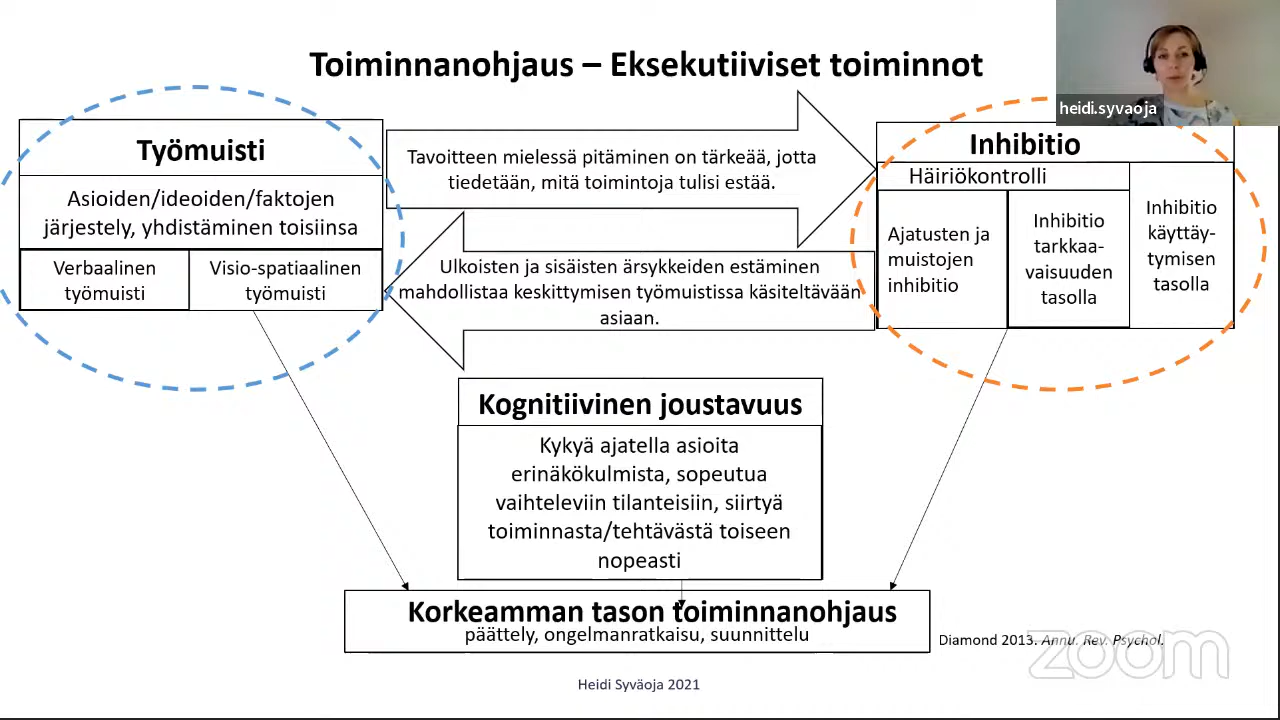 Toiminnanohjaus – Eksekutiiviset toiminnot
heidi.syvaoja
Työmuisti
Asioiden/ideoiden/faktojen
järjestely, yhdistäminen toisiinsa
Verbaalinen
työmuisti
Visio-spatiaalinen
työmuisti
Tavoitteen mielessä pitäminen on tärkeää, jotta
tiedetään, mitä toimintoja tulisi estää.
Ulkoisten ja sisäisten ärsykkeiden estäminen
mahdollistaa keskittymisen työmuistissa käsiteltävään
asiaan.
Inhibitio
Häiriökontrolli
Ajatusten ja
muistojen
inhibitio
Inhibitio
tarkkaa-
vaisuuden
tasolla
Inhibitio
käyttäy-
tymisen
tasolla
Kognitiivinen joustavuus
Kykyä ajatella asioita
erinäkökulmista, sopeutua
vaihteleviin tilanteisiin, siirtyä
toiminnasta/tehtävästä toiseen
nopeasti
Korkeamman tason toiminnanohjaus
päättely, ongelmanratkaisu, suunnittelu
Diamond 2013. Annu. Rev. Psychol.
zoom
Heidi Syväoja 2021